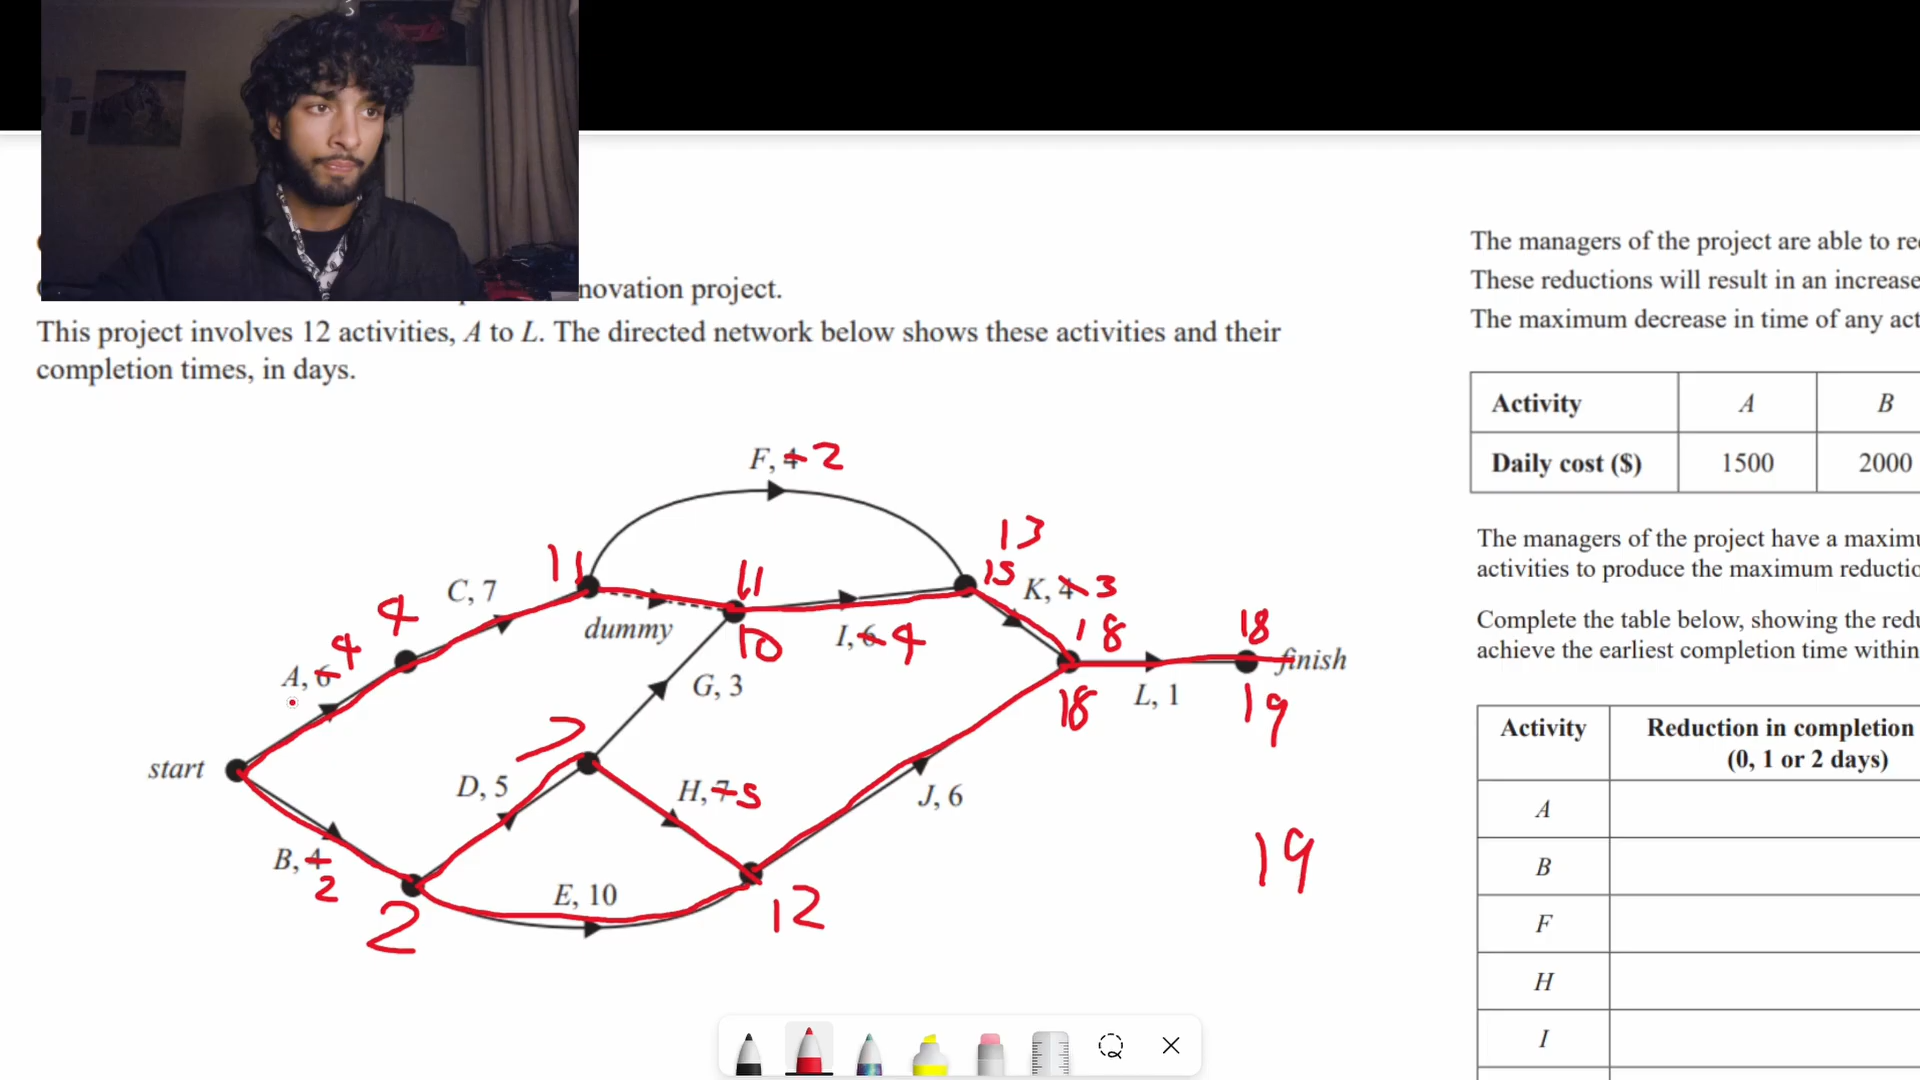 novation project.
This project involves 12 activities, A to L. The directed network below shows these activities and their
completion times, in days.
F, 4 2
C, 7
11
dummy
11
10
I, 6 4
13
15
K, 4 3
18
18
L, 1
18
19
finish
4
A, 6 4
G, 3
start
7
D, 5
H, 7 5
J, 6
B, 4
2
2
E, 10
12
19
The managers of the project are able to re
These reductions will result in an increase
The maximum decrease in time of any act
Activity A B
Daily cost ($) 1500 2000
The managers of the project have a maximu
activities to produce the maximum reductio
Complete the table below, showing the redu
achieve the earliest completion time within
Activity Reduction in completion
(0, 1 or 2 days)
A
B
F
H
I